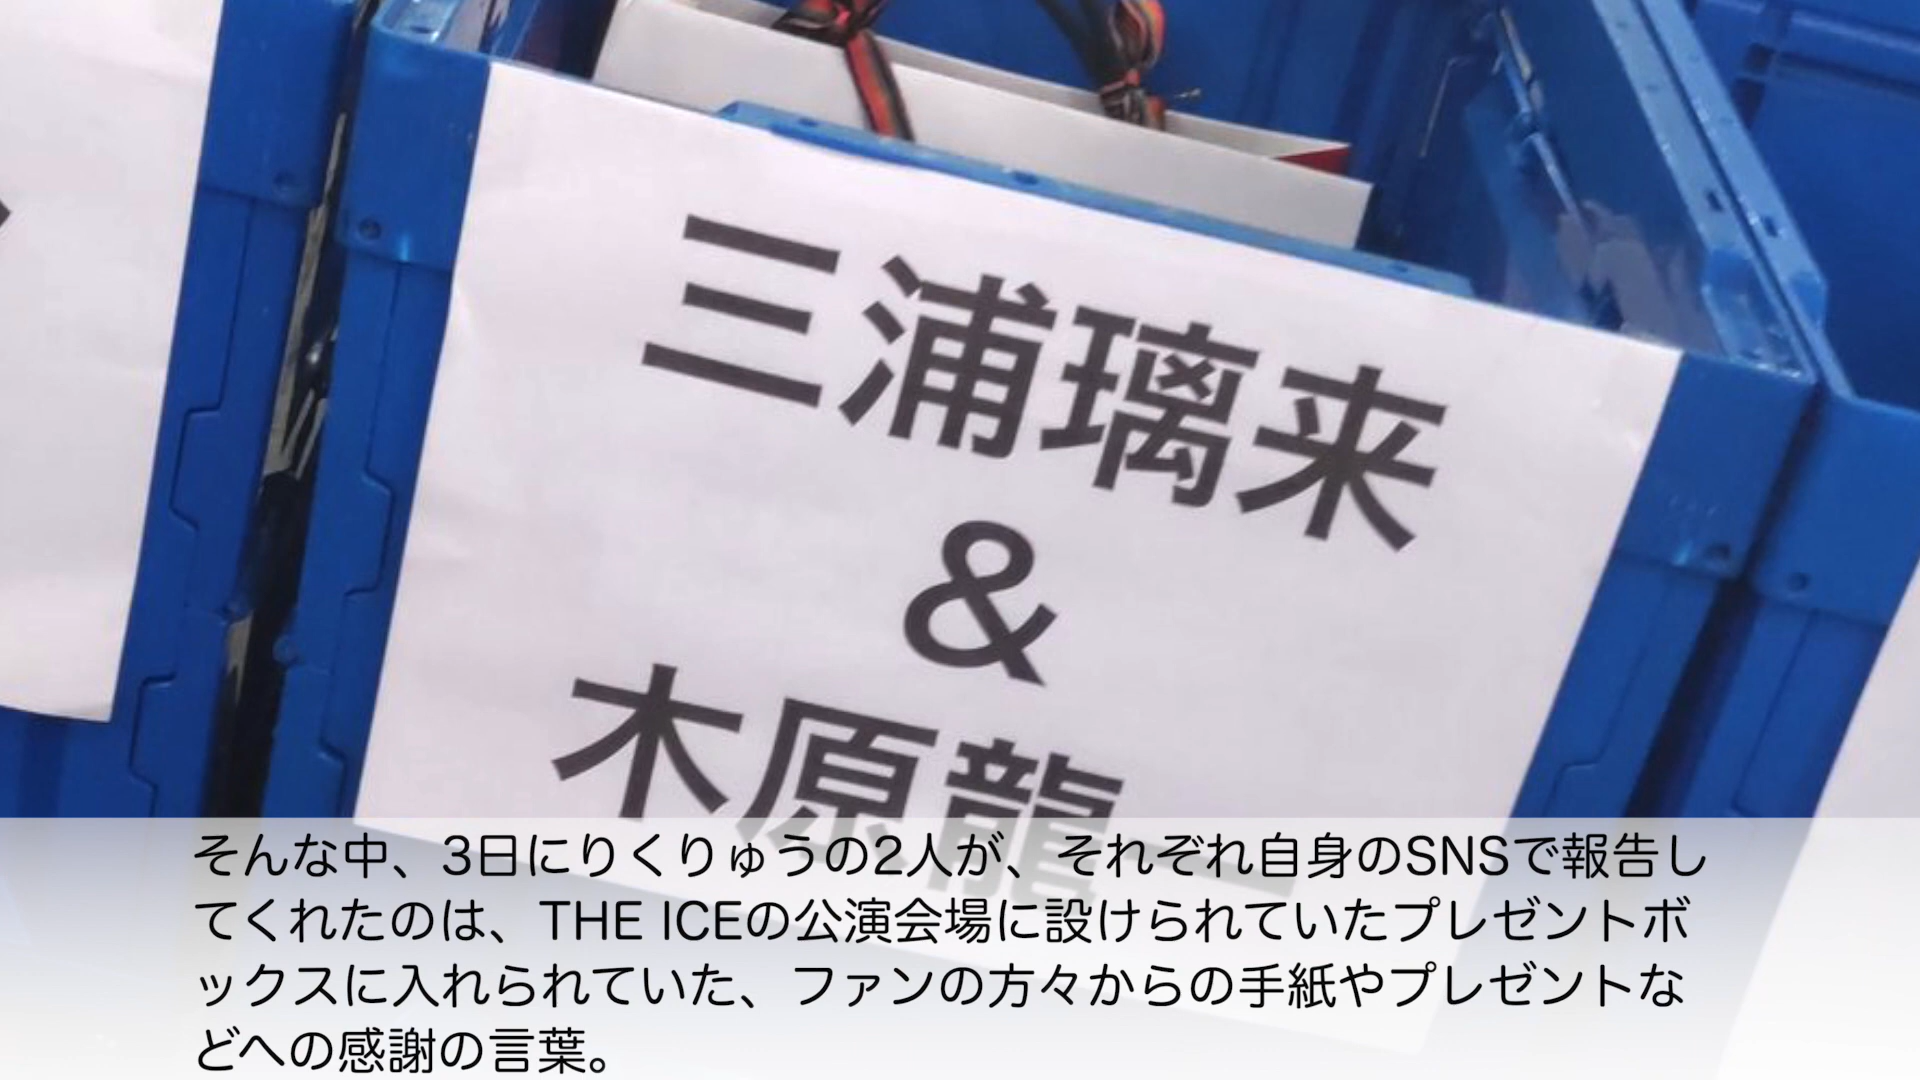 三浦璃来
&
木原龍一
そんな中、3日にりくりゅうの2人が、それぞれ自身のSNSで報告し
てくれたのは、THE ICEの公演会場に設けられていたプレゼントボ
ックスに入れられていた、ファンの方々からの手紙やプレゼントな
どへの感謝の言葉。